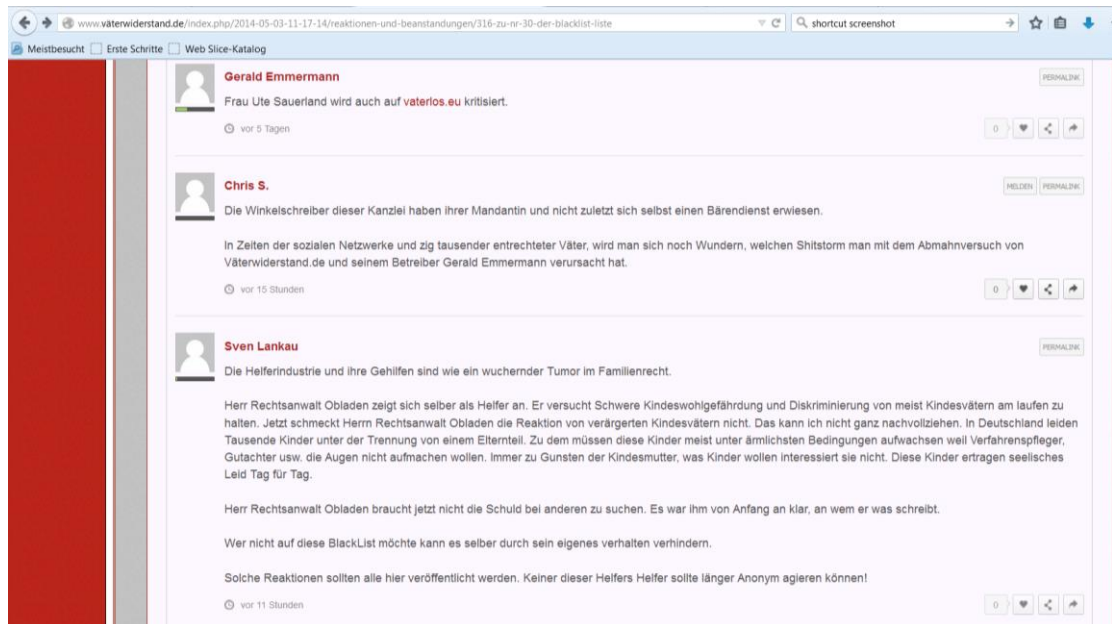 www.väterwiderstand.de/index.php/2014-05-03-11-17-14/reaktionen-und-beanstandungen/316-zu-nr-30-der-blacklist-liste
shortcut screenshot
Meistbesucht Erste Schritte Web Slice-Katalog
Gerald Emmermann
PERMALINK
Frau Ute Sauerland wird auch auf vaterlos.eu kritisiert.
vor 5 Tagen
0
Chris S.
MELDEN PERMALINK
Die Winkelschreiber dieser Kanzlei haben ihrer Mandantin und nicht zuletzt sich selbst einen Bärendienst erwiesen.
In Zeiten der sozialen Netzwerke und zig tausender entrechteter Väter, wird man sich noch Wundern, welchen Shitstorm man mit dem Abmahnversuch von
Väterwiderstand.de und seinem Betreiber Gerald Emmermann verursacht hat.
vor 15 Stunden
0
Sven Lankau
PERMALINK
Die Helferindustrie und ihre Gehilfen sind wie ein wuchernder Tumor im Familienrecht.
Herr Rechtsanwalt Obladen zeigt sich selber als Helfer an. Er versucht Schwere Kindeswohlgefährdung und Diskriminierung von meist Kindesvätern am laufen zu
halten. Jetzt schmeckt Herrn Rechtsanwalt Obladen die Reaktion von verärgerten Kindesvätern nicht. Das kann ich nicht ganz nachvollziehen. In Deutschland leiden
Tausende Kinder unter der Trennung von einem Elternteil. Zu dem müssen diese Kinder meist unter ärmlichsten Bedingungen aufwachsen weil Verfahrenspfleger,
Gutachter usw. die Augen nicht aufmachen wollen. Immer zu Gunsten der Kindesmutter, was Kinder wollen interessiert sie nicht. Diese Kinder ertragen seelisches
Leid Tag für Tag.
Herr Rechtsanwalt Obladen braucht jetzt nicht die Schuld bei anderen zu suchen. Es war ihm von Anfang an klar, an wem er was schreibt.
Wer nicht auf diese BlackList möchte kann es selber durch sein eigenes verhalten verhindern.
Solche Reaktionen sollten alle hier veröffentlicht werden. Keiner dieser Helfers Helfer sollte länger Anonym agieren können!
vor 11 Stunden
0